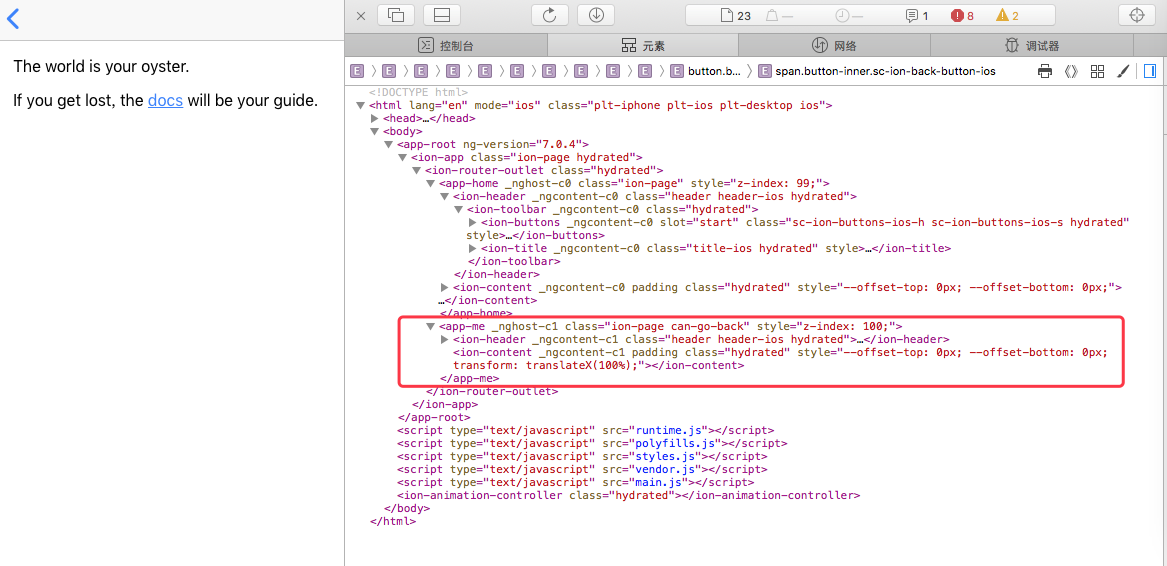 The world is your oyster.
If you get lost, the docs will be your guide.
23 — — 1 8 2
控制台 元素 网络 调试器
E E E E E E E E E E E button.b... E span.button-inner.sc-ion-back-button-ios
<!DOCTYPE html>
<html lang="en" mode="ios" class="plt-iphone plt-ios plt-desktop ios">
<head>…</head>
<body>
<app-root ng-version="7.0.4">
<ion-app class="ion-page hydrated">
<ion-router-outlet class="hydrated">
<app-home _nghost-c0 class="ion-page" style="z-index: 99;">
<ion-header _ngcontent-c0 class="header header-ios hydrated">
<ion-toolbar _ngcontent-c0 class="hydrated">
<ion-buttons _ngcontent-c0 slot="start" class="sc-ion-buttons-ios-h sc-ion-buttons-ios-s hydrated"
style>…</ion-buttons>
<ion-title _ngcontent-c0 class="title-ios hydrated" style>…</ion-title>
</ion-toolbar>
</ion-header>
<ion-content _ngcontent-c0 padding class="hydrated" style="--offset-top: 0px; --offset-bottom: 0px;">
…</ion-content>
</app-home>
<app-me _nghost-c1 class="ion-page can-go-back" style="z-index: 100;">
<ion-header _ngcontent-c1 class="header header-ios hydrated">…</ion-header>
<ion-content _ngcontent-c1 padding class="hydrated" style="--offset-top: 0px; --offset-bottom: 0px;
transform: translateX(100%);"></ion-content>
</app-me>
</ion-router-outlet>
</ion-app>
</app-root>
<script type="text/javascript" src="runtime.js"></script>
<script type="text/javascript" src="polyfills.js"></script>
<script type="text/javascript" src="styles.js"></script>
<script type="text/javascript" src="vendor.js"></script>
<script type="text/javascript" src="main.js"></script>
<ion-animation-controller class="hydrated"></ion-animation-controller>
</body>
</html>